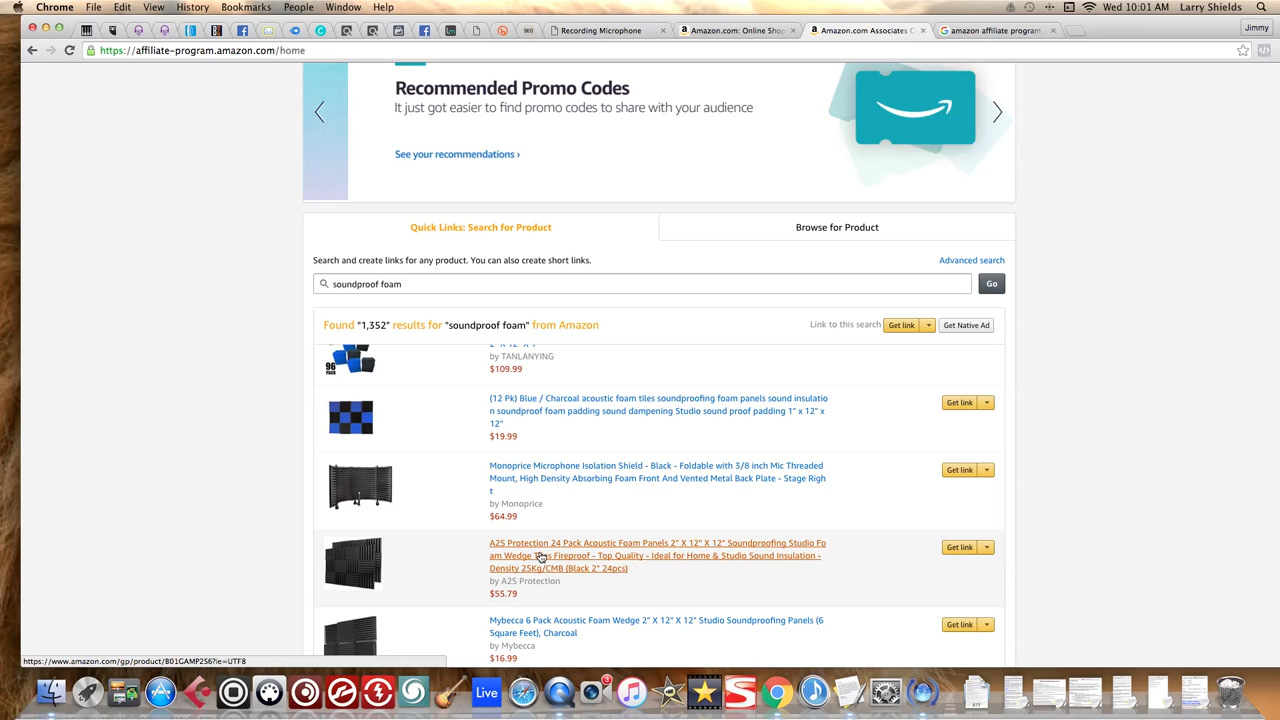 Chrome File Edit View History Bookmarks People Window Help
Wed 10:01 AM Larry Shields
Recording Microphone
Amazon.com: Online Shop
Amazon.com Associates C
amazon affiliate program
Jimmy
https://affiliate-program.amazon.com/home
Recommended Promo Codes
It just got easier to find promo codes to share with your audience
See your recommendations ›
Quick Links: Search for Product
Browse for Product
Search and create links for any product. You can also create short links.
Advanced search
soundproof foam
Go
Found "1,352" results for "soundproof foam" from Amazon
Link to this search
Get link
Get Native Ad
96
PACK
by TANLANYING
$109.99
(12 Pk) Blue / Charcoal acoustic foam tiles soundproofing foam panels sound insulatio
n soundproof foam padding sound dampening Studio sound proof padding 1" x 12" x
12"
$19.99
Get link
Monoprice Microphone Isolation Shield - Black - Foldable with 3/8 inch Mic Threaded
Mount, High Density Absorbing Foam Front And Vented Metal Back Plate - Stage Righ
t
by Monoprice
$64.99
Get link
A2S Protection 24 Pack Acoustic Foam Panels 2" X 12" X 12" Soundproofing Studio Fo
am Wedge Tiles Fireproof - Top Quality - Ideal for Home & Studio Sound Insulation -
Density 25Kg/CMB (Black 2" 24pcs)
by A2S Protection
$55.79
Get link
Mybecca 6 Pack Acoustic Foam Wedge 2" X 12" X 12" Studio Soundproofing Panels (6
Square Feet), Charcoal
by Mybecca
$16.99
Get link
https://www.amazon.com/gp/product/B01GAMP2S6?ie=UTF8
Live
3